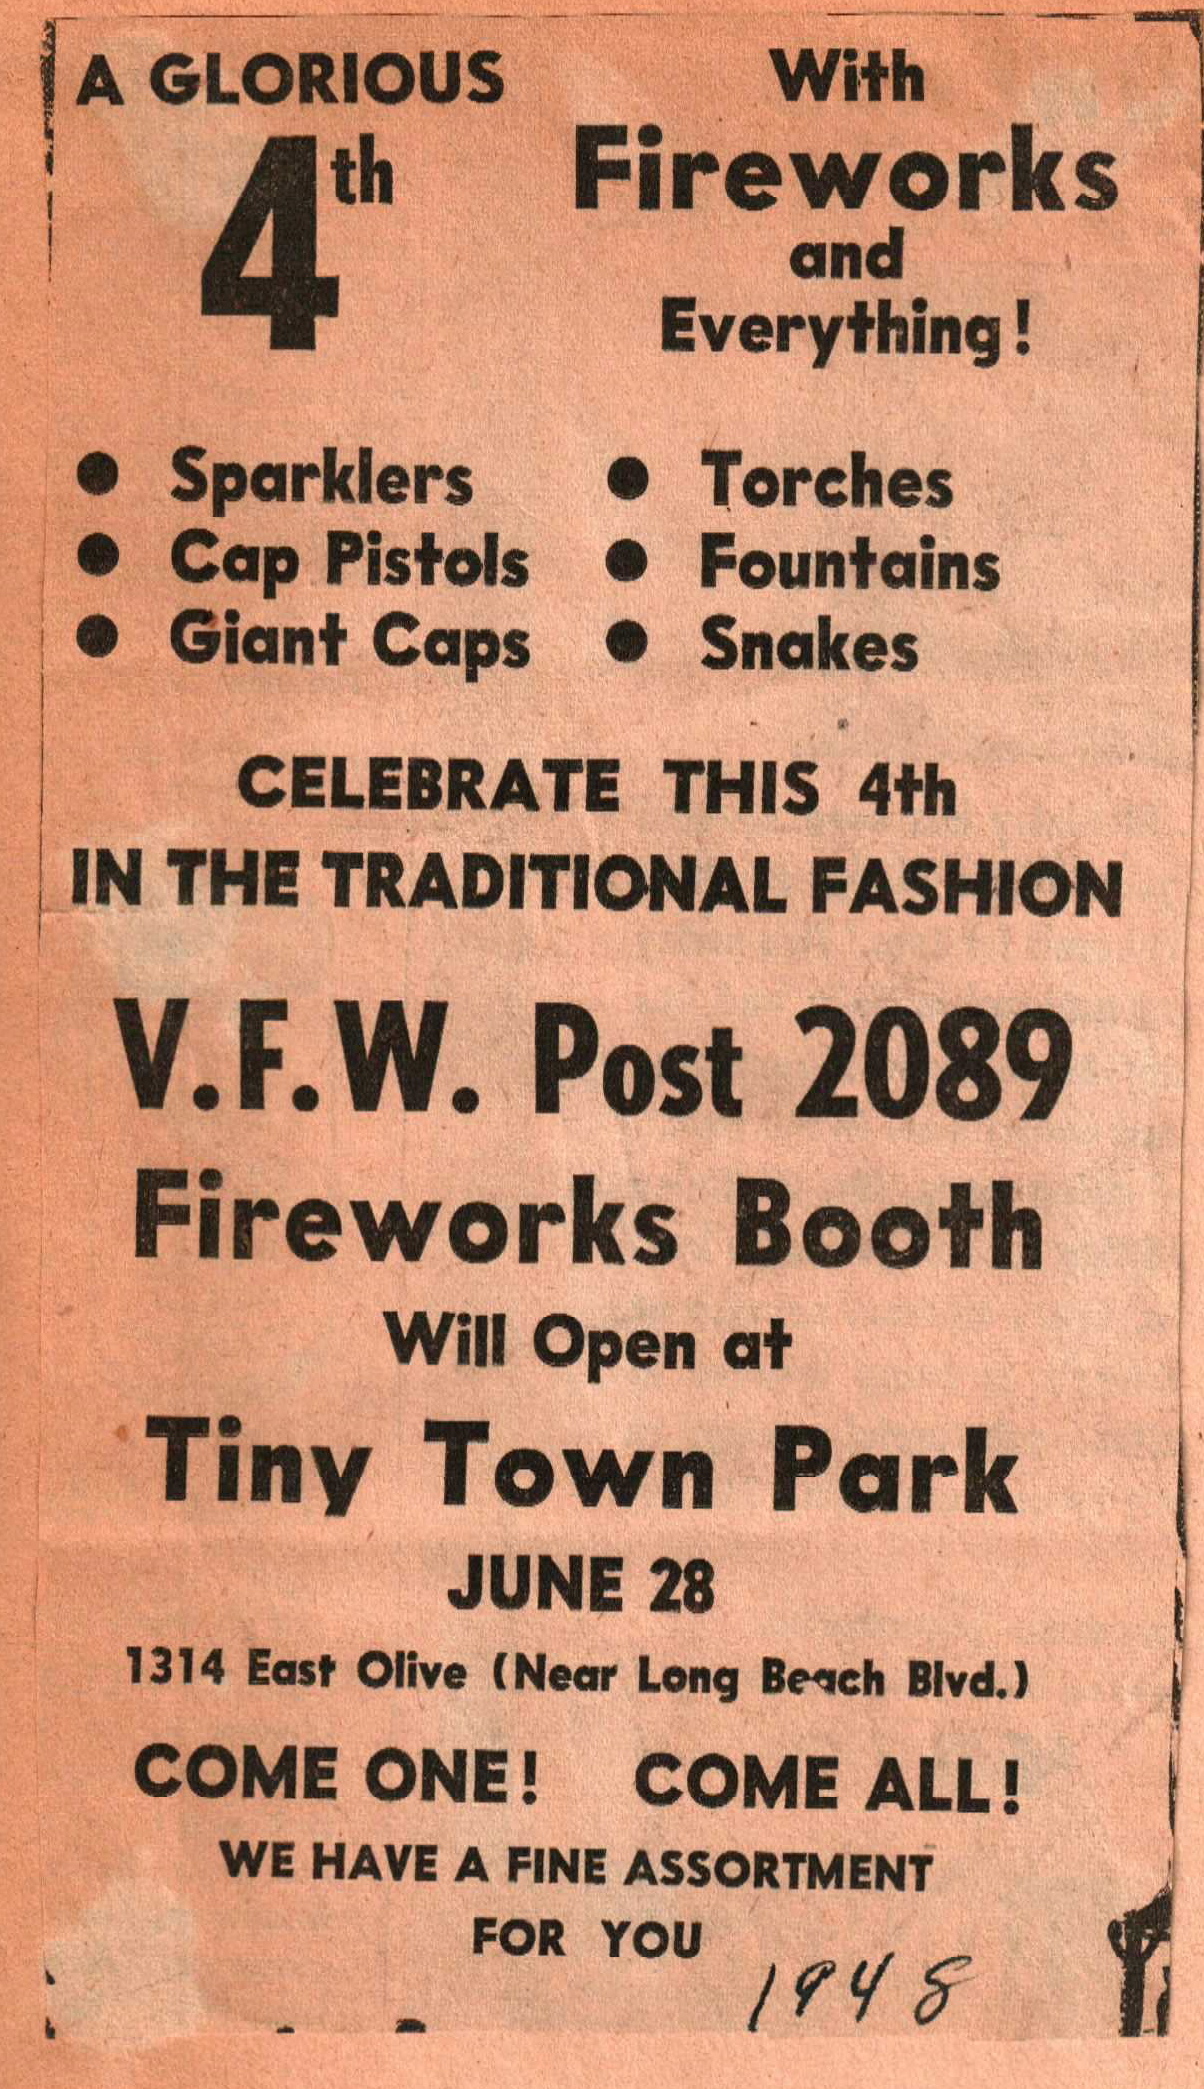 A GLORIOUS
4th
With
Fireworks
and
Everything!
● Sparklers
● Cap Pistols
● Giant Caps
● Torches
● Fountains
● Snakes
CELEBRATE THIS 4th
IN THE TRADITIONAL FASHION
V.F.W. Post 2089
Fireworks Booth
Will Open at
Tiny Town Park
JUNE 28
1314 East Olive (Near Long Beach Blvd.)
COME ONE! COME ALL!
WE HAVE A FINE ASSORTMENT
FOR YOU
1948